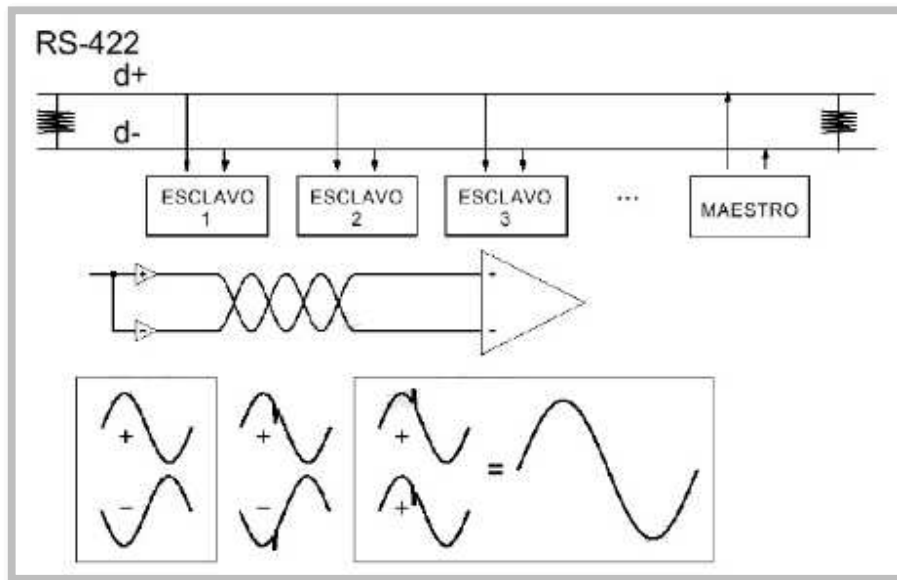 RS-422
d+
d-
ESCLAVO
1
ESCLAVO
2
ESCLAVO
3
...
MAESTRO
+
-
+
-
+
+
+
=
-
-
+